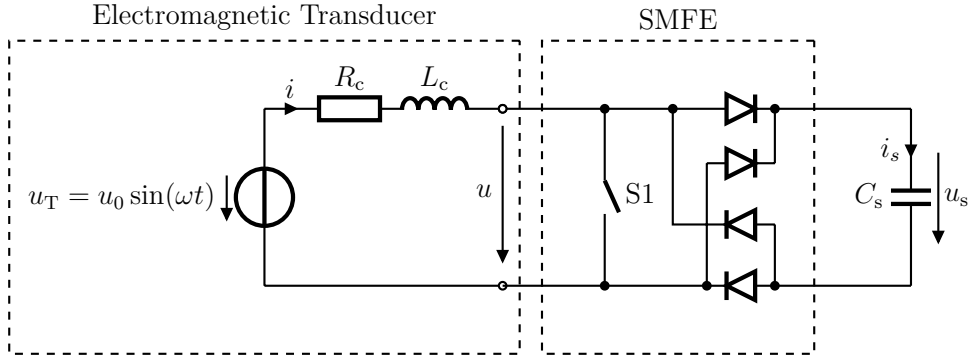 Electromagnetic Transducer
SMFE
i
R_c
L_c
i_s
u_T = u_0 sin(ωt)
u
S1
C_s
u_s